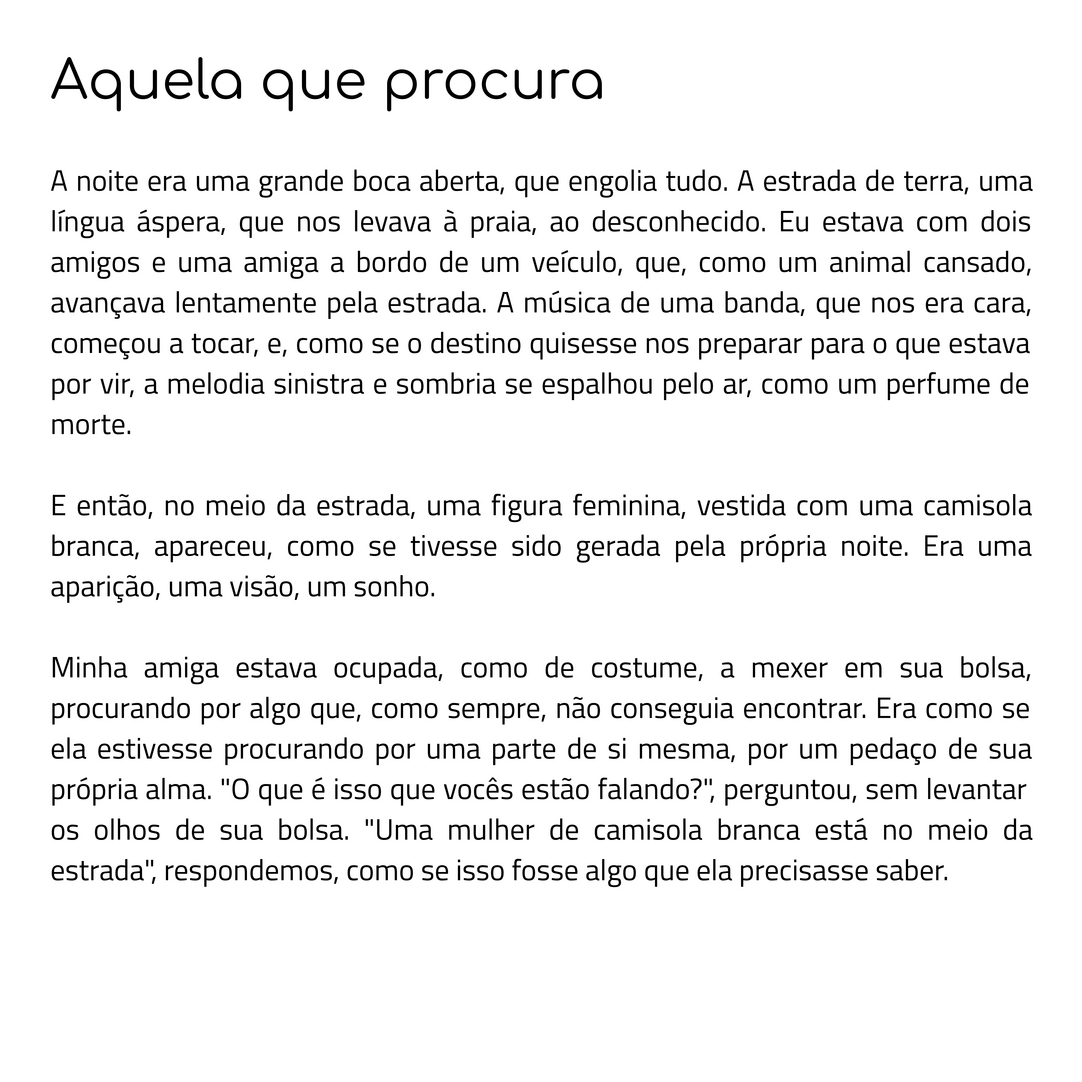 Aquela que procura
A noite era uma grande boca aberta, que engolia tudo. A estrada de terra, uma
língua áspera, que nos levava à praia, ao desconhecido. Eu estava com dois
amigos e uma amiga a bordo de um veículo, que, como um animal cansado,
avançava lentamente pela estrada. A música de uma banda, que nos era cara,
começou a tocar, e, como se o destino quisesse nos preparar para o que estava
por vir, a melodia sinistra e sombria se espalhou pelo ar, como um perfume de
morte.
E então, no meio da estrada, uma figura feminina, vestida com uma camisola
branca, apareceu, como se tivesse sido gerada pela própria noite. Era uma
aparição, uma visão, um sonho.
Minha amiga estava ocupada, como de costume, a mexer em sua bolsa,
procurando por algo que, como sempre, não conseguia encontrar. Era como se
ela estivesse procurando por uma parte de si mesma, por um pedaço de sua
própria alma. "O que é isso que vocês estão falando?", perguntou, sem levantar
os olhos de sua bolsa. "Uma mulher de camisola branca está no meio da
estrada", respondemos, como se isso fosse algo que ela precisasse saber.